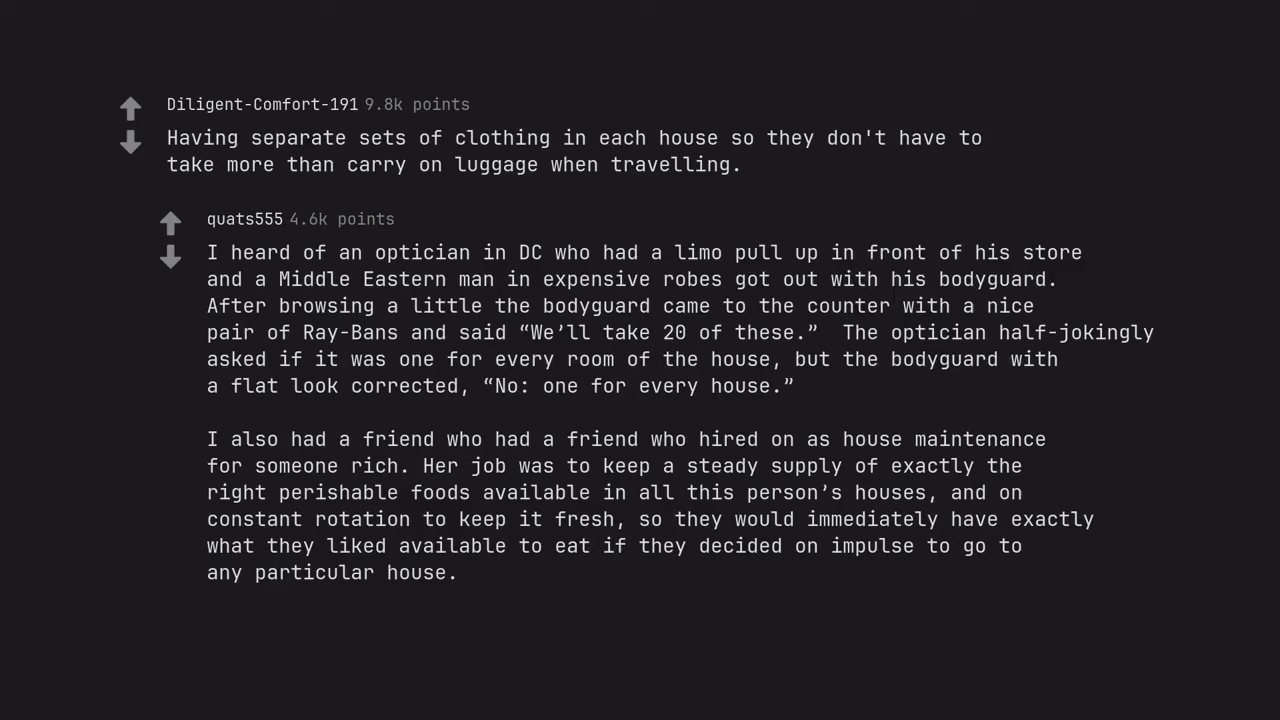 Diligent-Comfort-191 9.8k points
Having separate sets of clothing in each house so they don't have to
take more than carry on luggage when travelling.
quats555 4.6k points
I heard of an optician in DC who had a limo pull up in front of his store
and a Middle Eastern man in expensive robes got out with his bodyguard.
After browsing a little the bodyguard came to the counter with a nice
pair of Ray-Bans and said “We’ll take 20 of these.”  The optician half-jokingly
asked if it was one for every room of the house, but the bodyguard with
a flat look corrected, “No: one for every house.”
I also had a friend who had a friend who hired on as house maintenance
for someone rich. Her job was to keep a steady supply of exactly the
right perishable foods available in all this person’s houses, and on
constant rotation to keep it fresh, so they would immediately have exactly
what they liked available to eat if they decided on impulse to go to
any particular house.